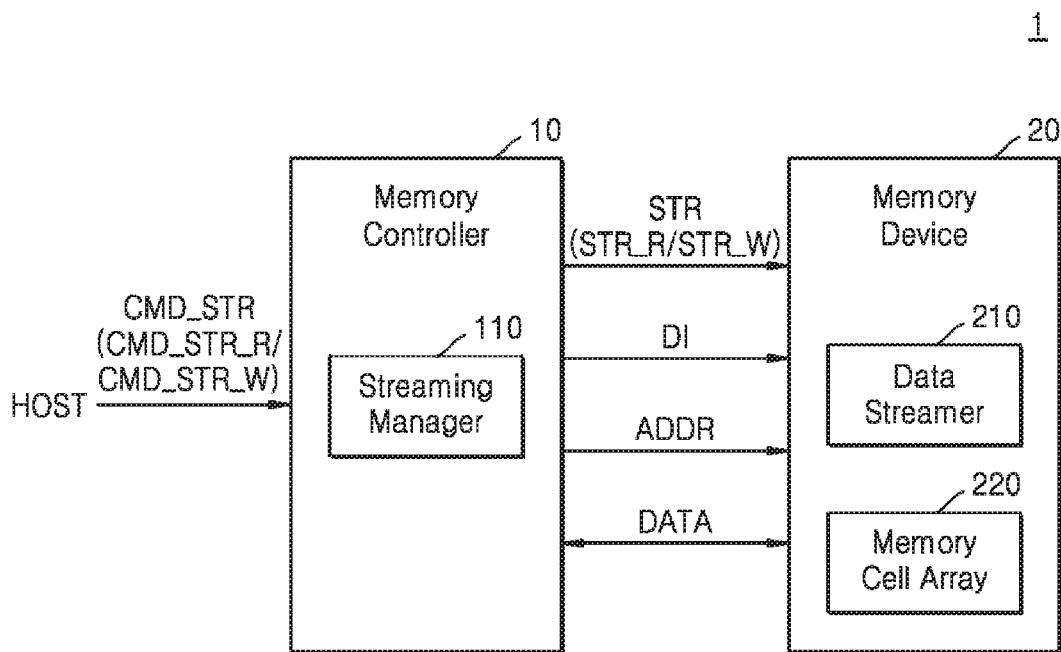 1
10
20
Memory
Controller
STR
(STR_R/STR_W)
Memory
Device
CMD_STR
(CMD_STR_R/
CMD_STR_W)
HOST
110
Streaming
Manager
DI
210
Data
Streamer
ADDR
DATA
220
Memory
Cell Array